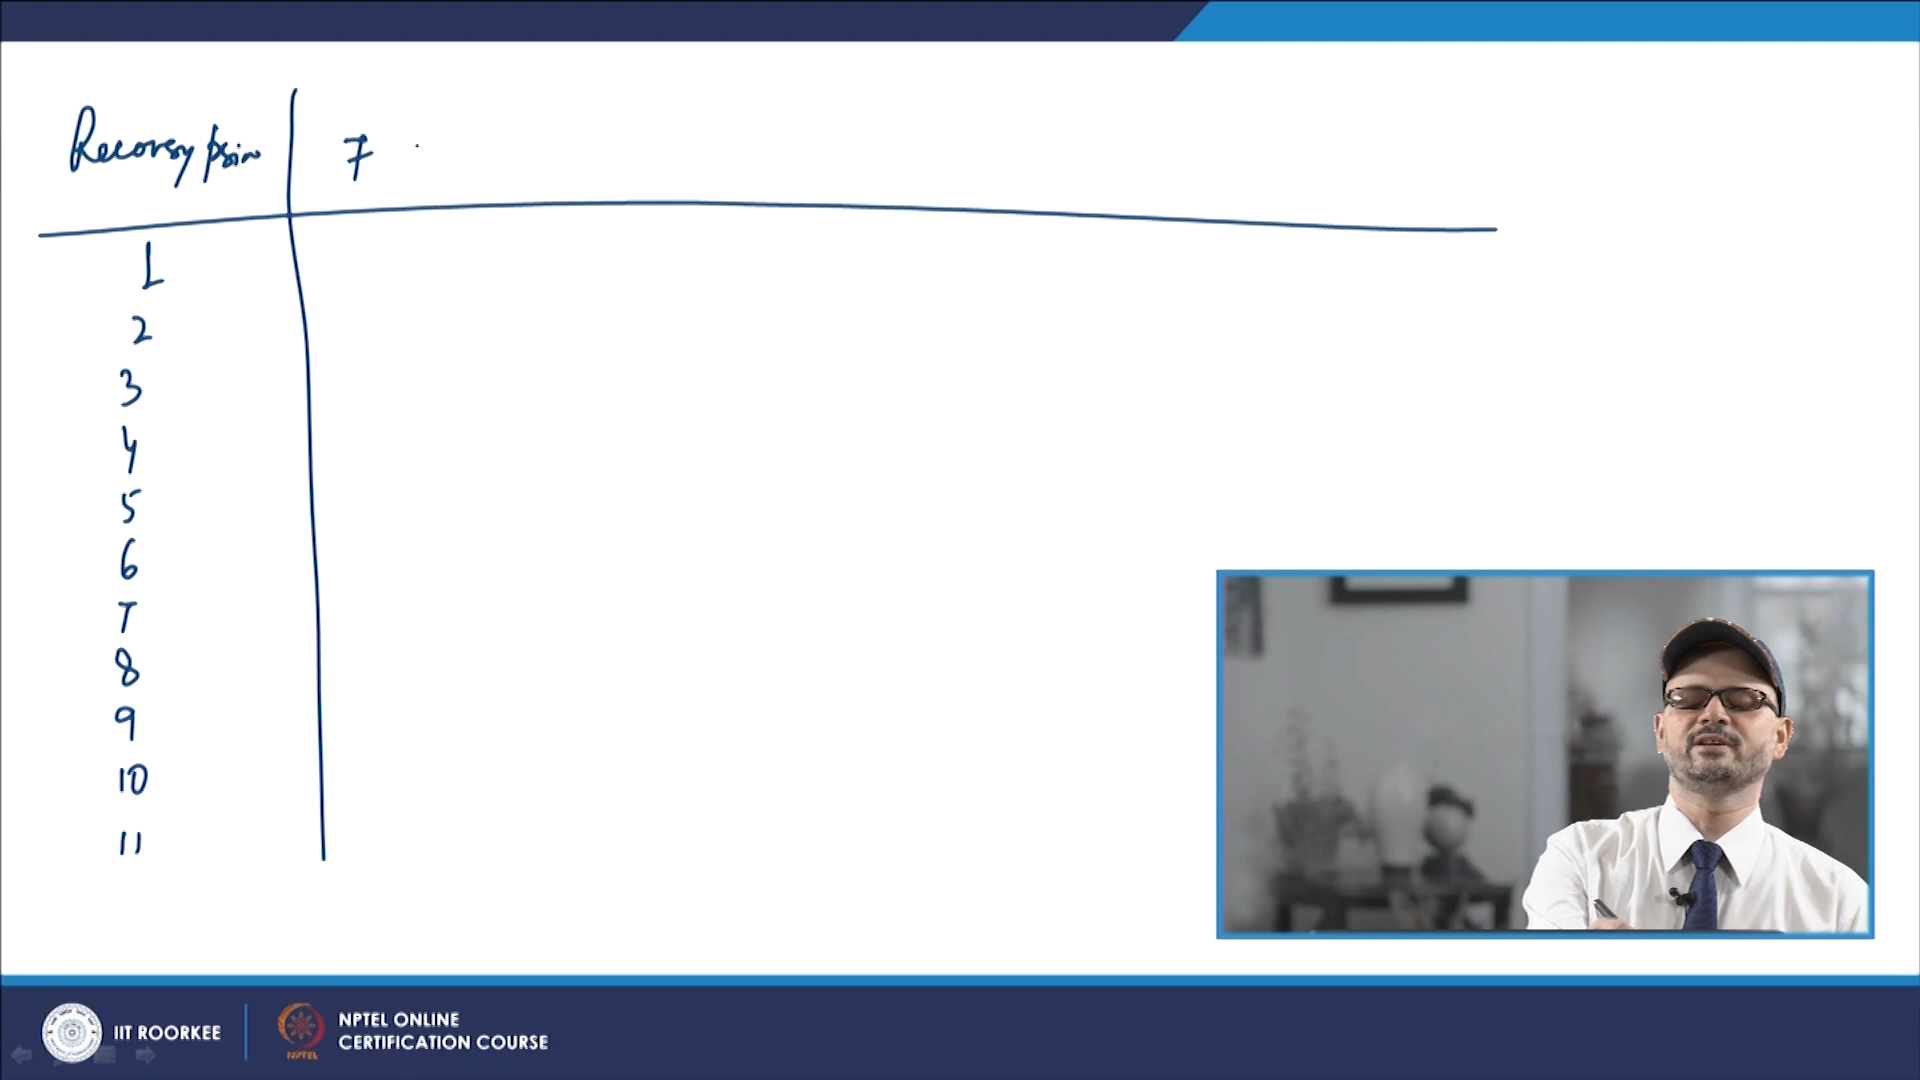 Recovery 7
1
2
3
4
5
6
7
8
9
10
11
IIT ROORKEE
NPTEL
NPTEL ONLINE
CERTIFICATION COURSE